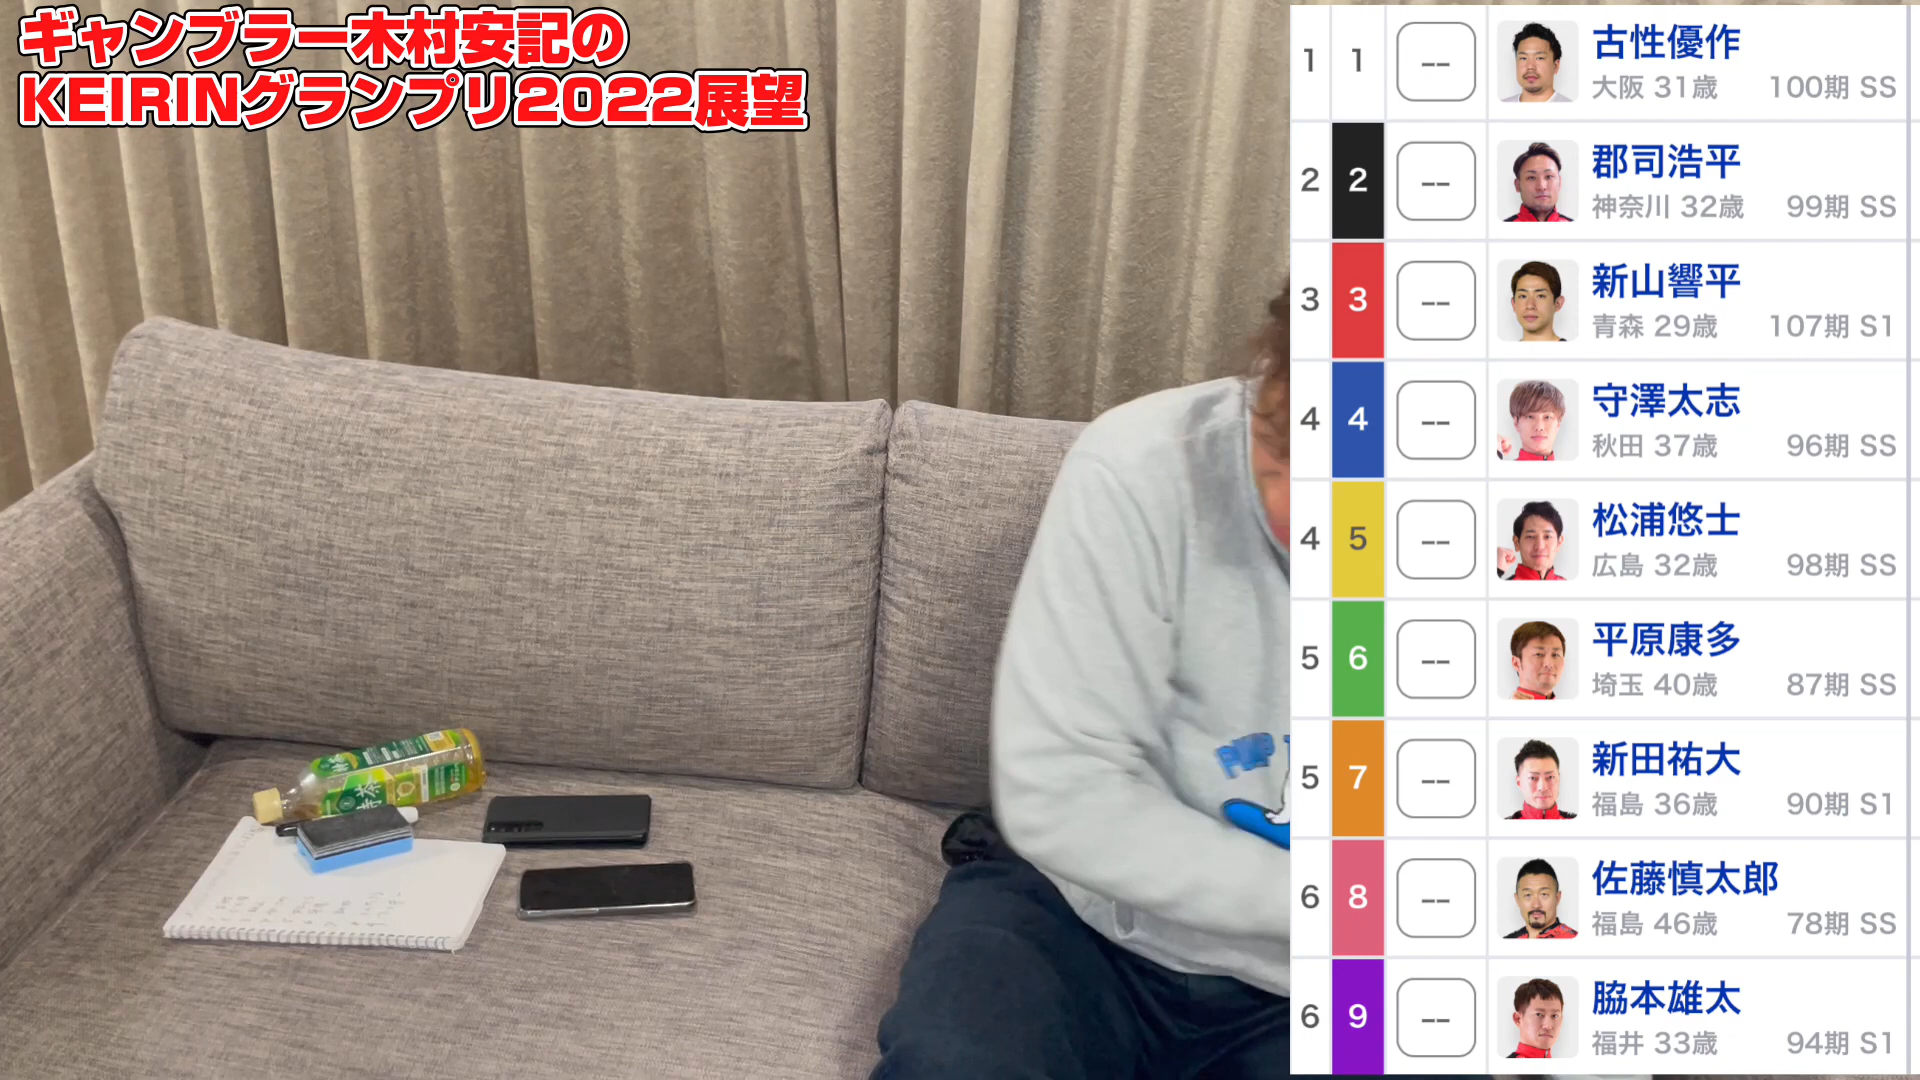 ギャンブラー木村安記の
KEIRINグランプリ2022展望
1 1 -- 古性優作
大阪 31歳 100期 SS
2 2 -- 郡司浩平
神奈川 32歳 99期 SS
3 3 -- 新山響平
青森 29歳 107期 S1
4 4 -- 守澤太志
秋田 37歳 96期 SS
4 5 -- 松浦悠士
広島 32歳 98期 SS
5 6 -- 平原康多
埼玉 40歳 87期 SS
5 7 -- 新田祐大
福島 36歳 90期 S1
6 8 -- 佐藤慎太郎
福島 46歳 78期 SS
6 9 -- 脇本雄太
福井 33歳 94期 S1